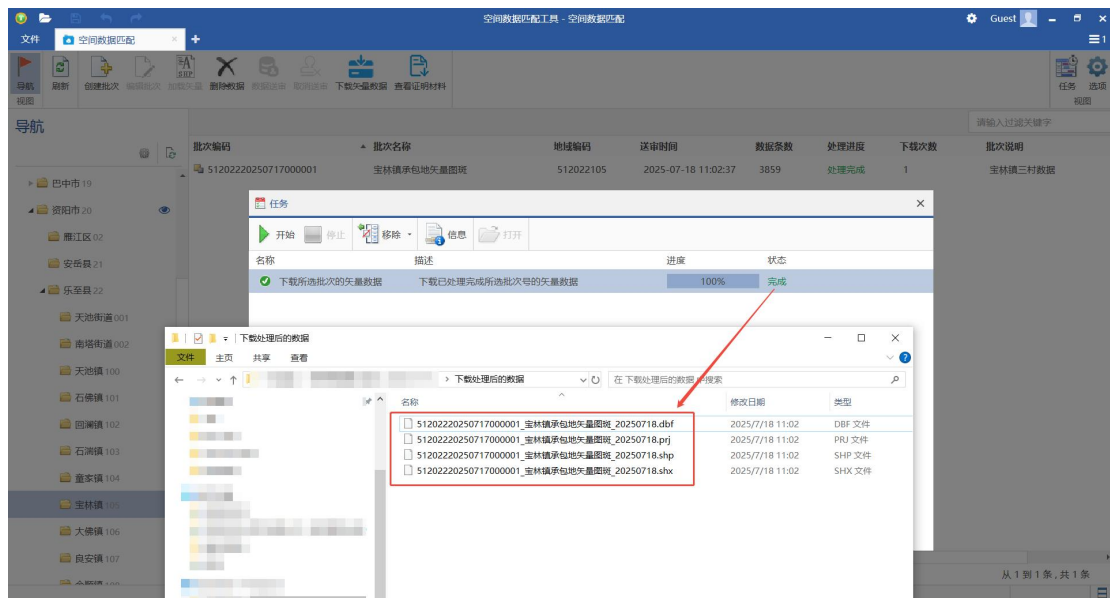 空间数据匹配工具 - 空间数据匹配
Guest
文件
空间数据匹配
1
导航
刷新
创建批次
编辑批次
加载矢量
删除数据
数据送审
取消送审
下载矢量数据
查看证明材料
任务
选项
视图
视图
导航
请输入过滤关键字
批次编码
批次名称
地域编码
送审时间
数据条数
处理进度
下载次数
批次说明
51202220250717000001
宝林镇承包地矢量图斑
512022105
2025-07-18 11:02:37
3859
处理完成
1
宝林镇三村数据
巴中市 19
资阳市 20
雁江区 02
安岳县 21
乐至县 22
天池街道 001
南塔街道 002
天池镇 100
石佛镇 101
回澜镇 102
石湍镇 103
童家镇 104
宝林镇 105
大佛镇 106
良安镇 107
任务
开始
停止
移除
信息
打开
名称
描述
进度
状态
下载所选批次的矢量数据
下载已处理完成所选批次号的矢量数据
100%
完成
下载处理后的数据
文件
主页
共享
查看
下载处理后的数据
在 下载处理后的数据 中搜索
名称
修改日期
类型
51202220250717000001_宝林镇承包地矢量图斑_20250718.dbf
2025/7/18 11:02
DBF 文件
51202220250717000001_宝林镇承包地矢量图斑_20250718.prj
2025/7/18 11:02
PRJ 文件
51202220250717000001_宝林镇承包地矢量图斑_20250718.shp
2025/7/18 11:02
SHP 文件
51202220250717000001_宝林镇承包地矢量图斑_20250718.shx
2025/7/18 11:02
SHX 文件
从 1 到 1 条 , 共 1 条